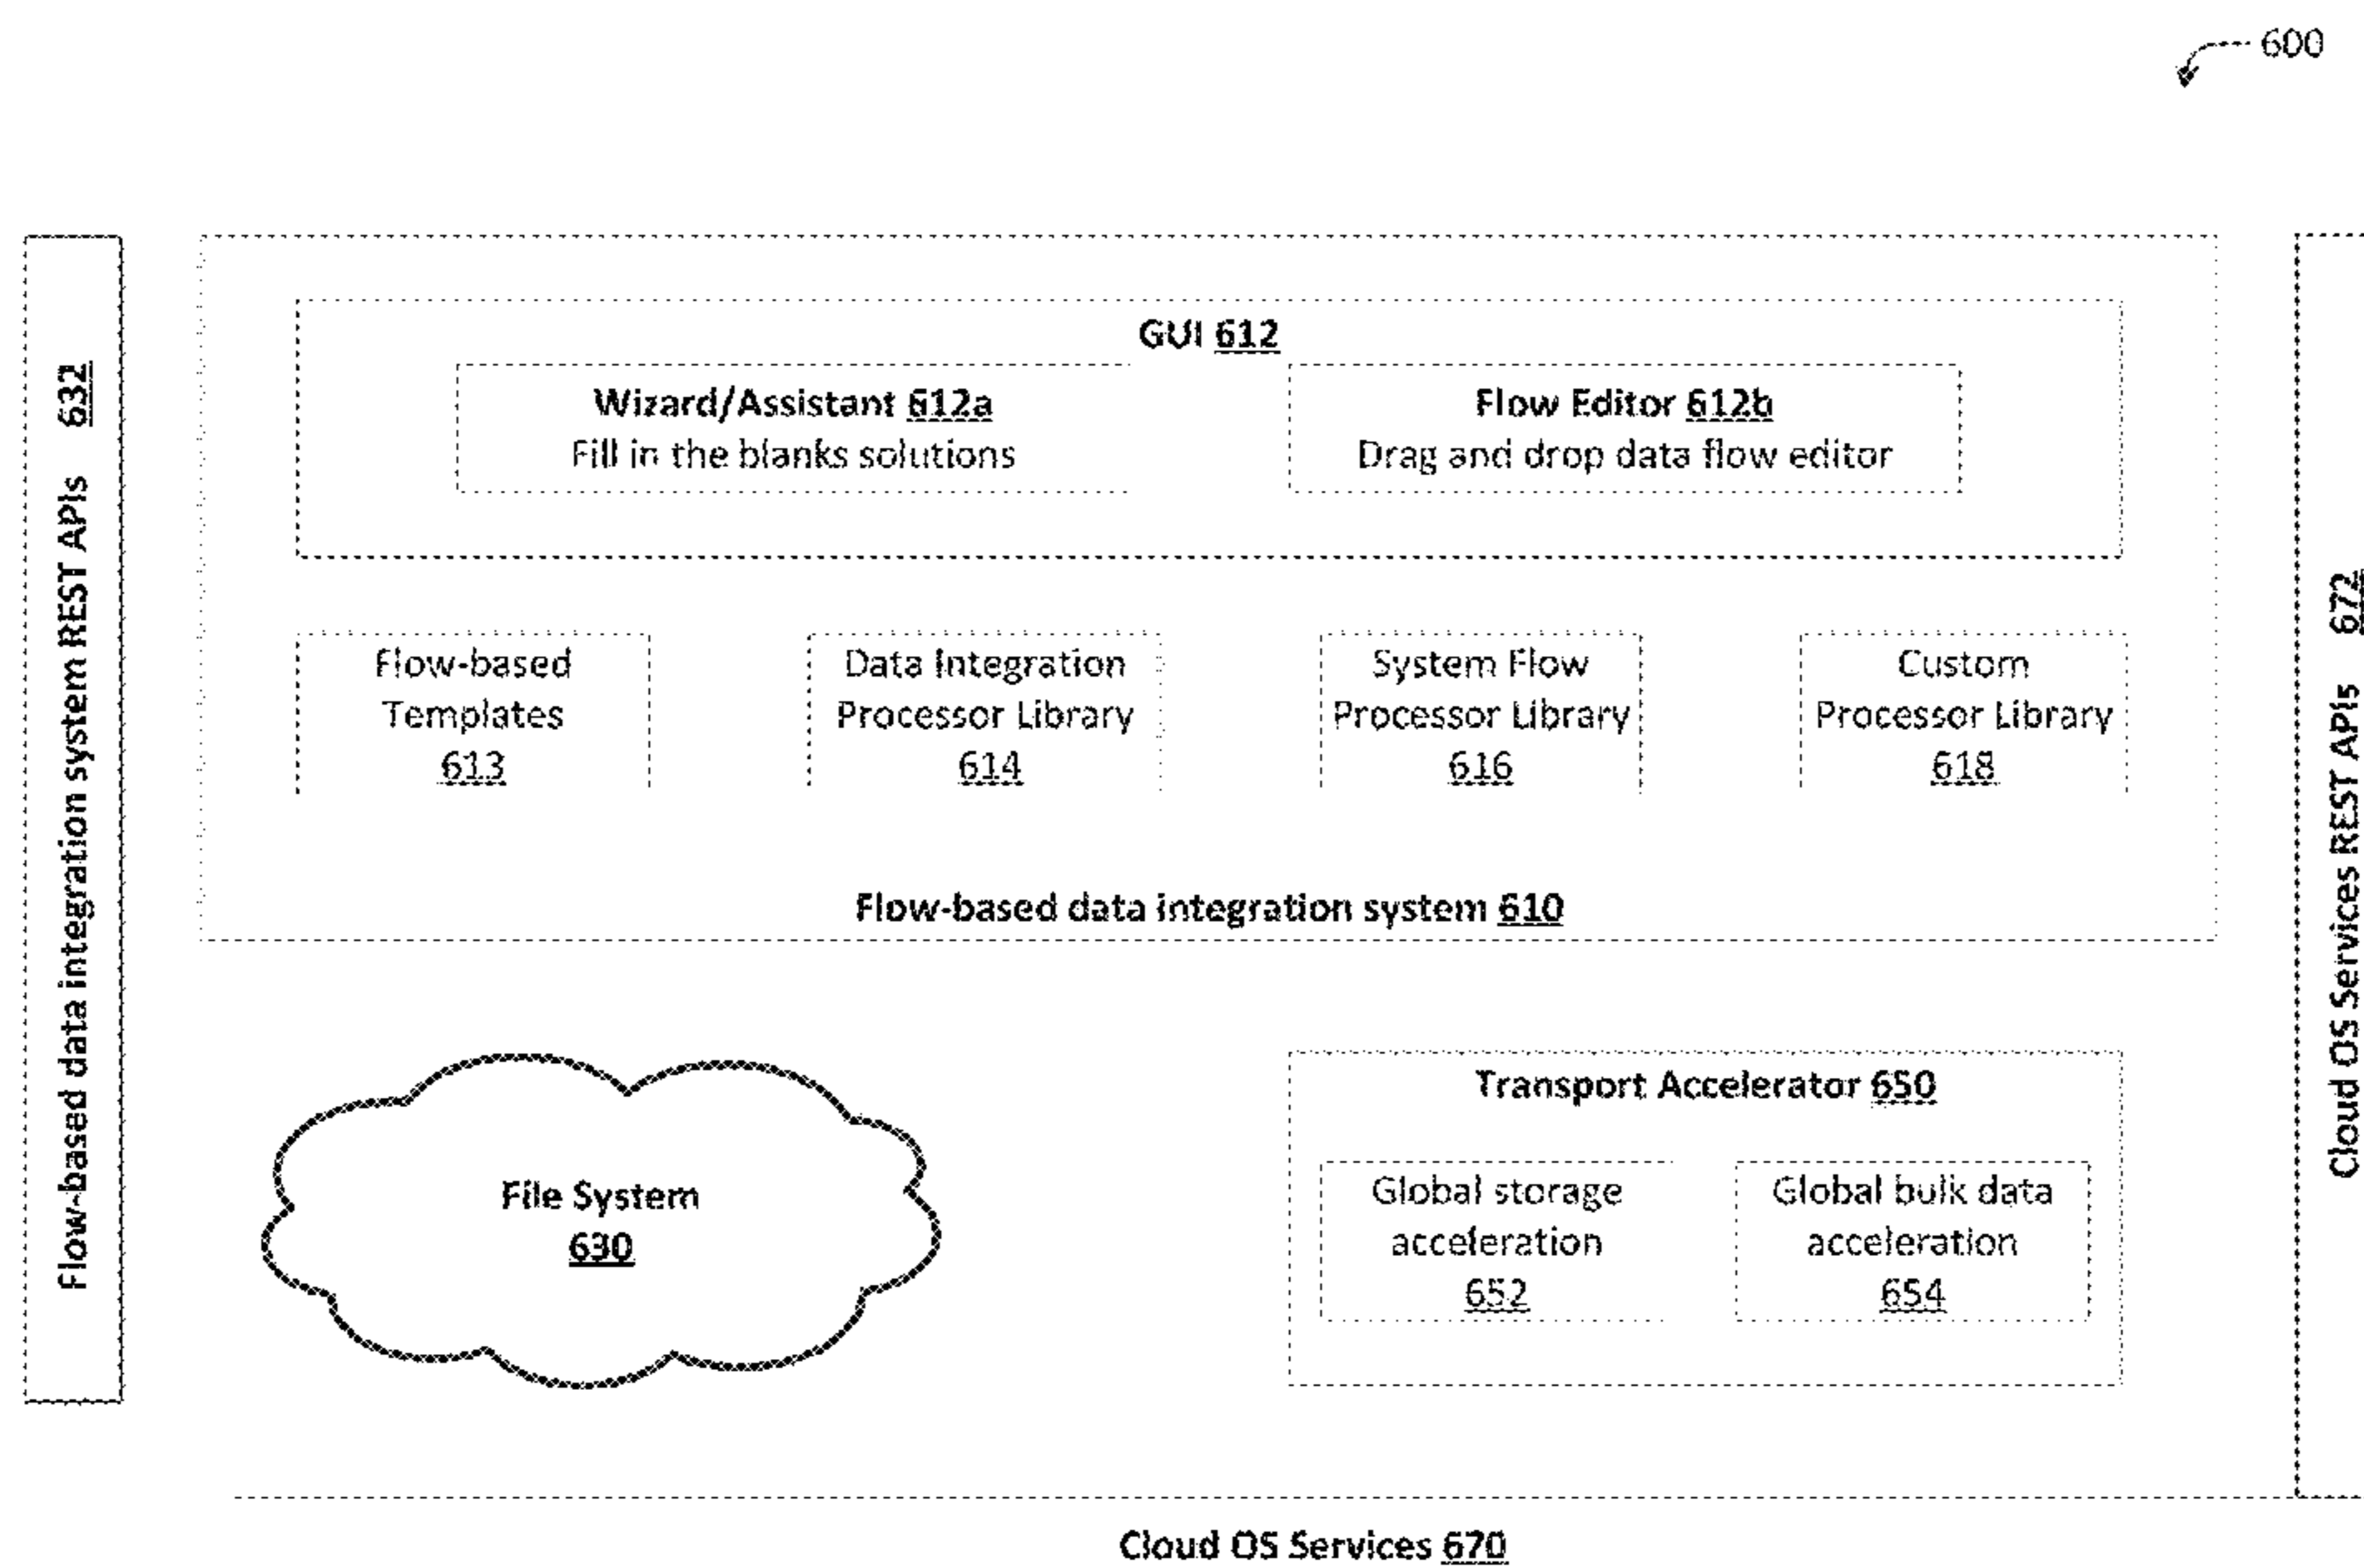 600
Flow-based data integration system REST APIs 632
GUI 612
Wizard/Assistant 612a
Fill in the blanks solutions
Flow Editor 612b
Drag and drop data flow editor
Flow-based
Templates
613
Data Integration
Processor Library
614
System Flow
Processor Library
616
Custom
Processor Library
618
Flow-based data integration system 610
File System
630
Transport Accelerator 650
Global storage
acceleration
652
Global bulk data
acceleration
654
Cloud OS Services REST APIs 672
Cloud OS Services 670